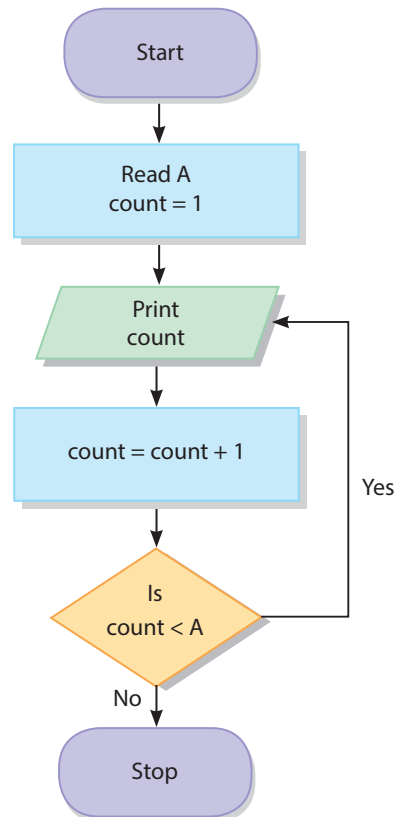 Start
Read A
count = 1
Print
count
count = count + 1
Yes
Is
count < A
No
Stop